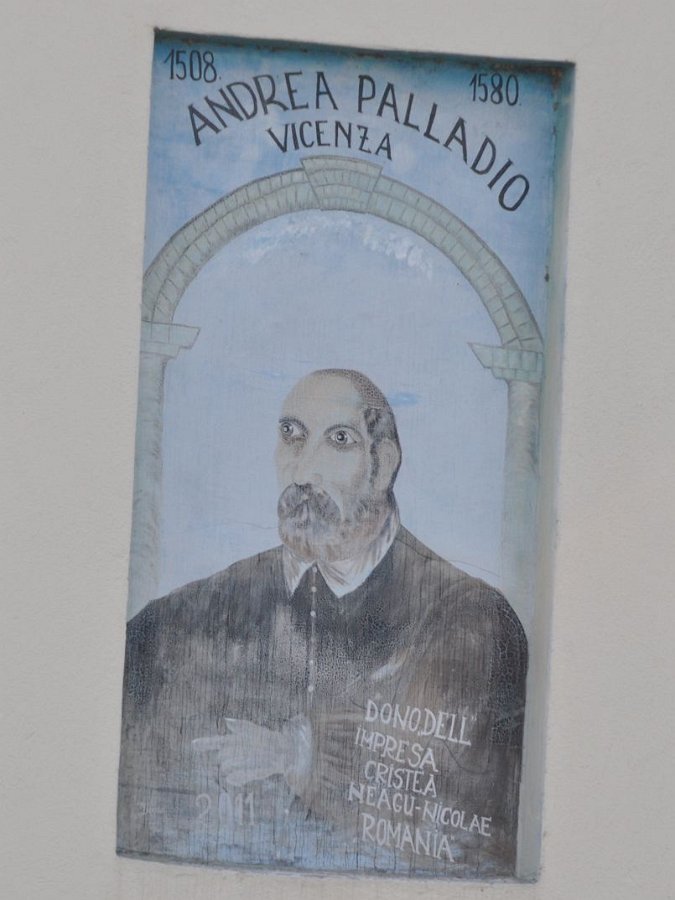 1508.
1580.
ANDREA PALLADIO
VICENZA
"DONO, DELL"
IMPRESA
CRISTEA
NEAGU-NICOLAE
ROMANIA"
2011